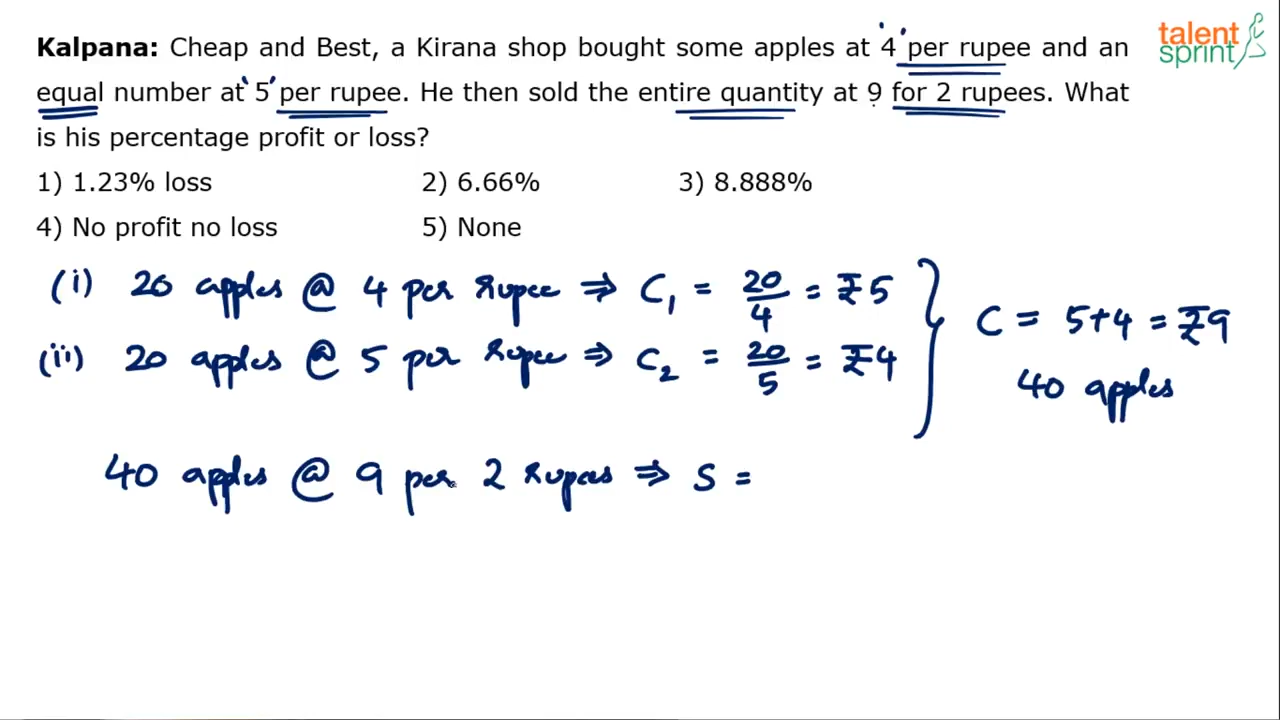 talent
sprint
Kalpana: Cheap and Best, a Kirana shop bought some apples at '4' per rupee and an
equal number at '5' per rupee. He then sold the entire quantity at 9 for 2 rupees. What
is his percentage profit or loss?
1) 1.23% loss 2) 6.66% 3) 8.888%
4) No profit no loss 5) None
(i) 20 apples @ 4 per rupee ⇒ C₁ = 20/4 = ₹5
(ii) 20 apples @ 5 per rupee ⇒ C₂ = 20/5 = ₹4
C = 5+4 = ₹9
40 apples
40 apples @ 9 per 2 rupees ⇒ S =